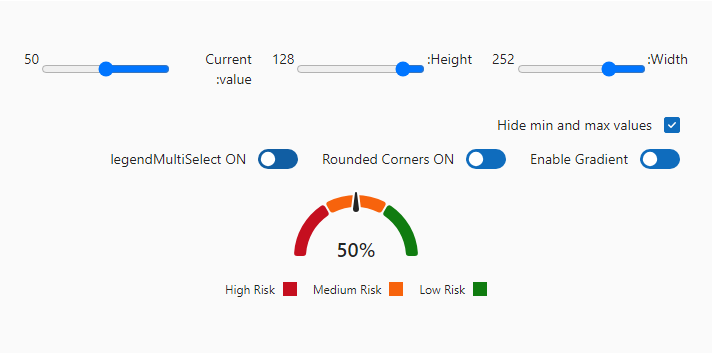 :Width
252
:Height
128
Current
:value
50
Hide min and max values
Enable Gradient
Rounded Corners ON
legendMultiSelect ON
50%
High Risk
Medium Risk
Low Risk